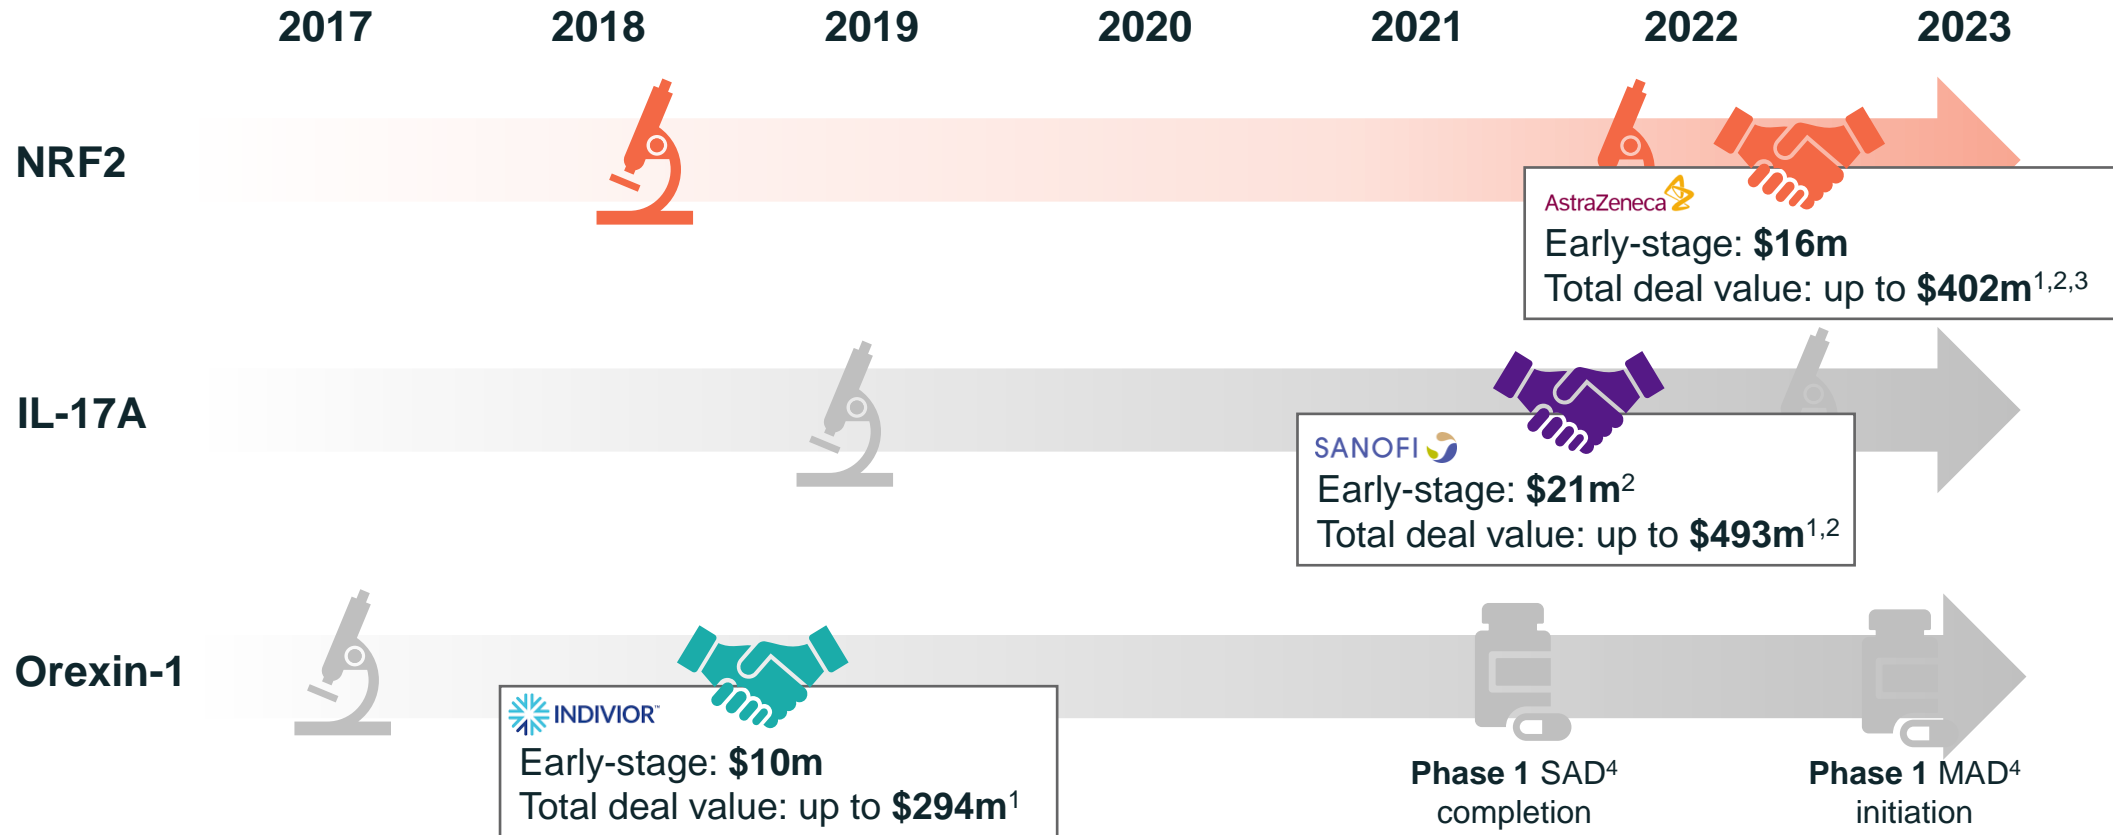 2017 2018 2019 2020 2021 2022 2023
NRF2
AstraZeneca
Early-stage: $16m
Total deal value: up to $402m1,2,3
IL-17A
SANOFI
Early-stage: $21m2
Total deal value: up to $493m1,2
Orexin-1
INDIVIOR™
Early-stage: $10m
Total deal value: up to $294m1
Phase 1 SAD4
completion
Phase 1 MAD4
initiation